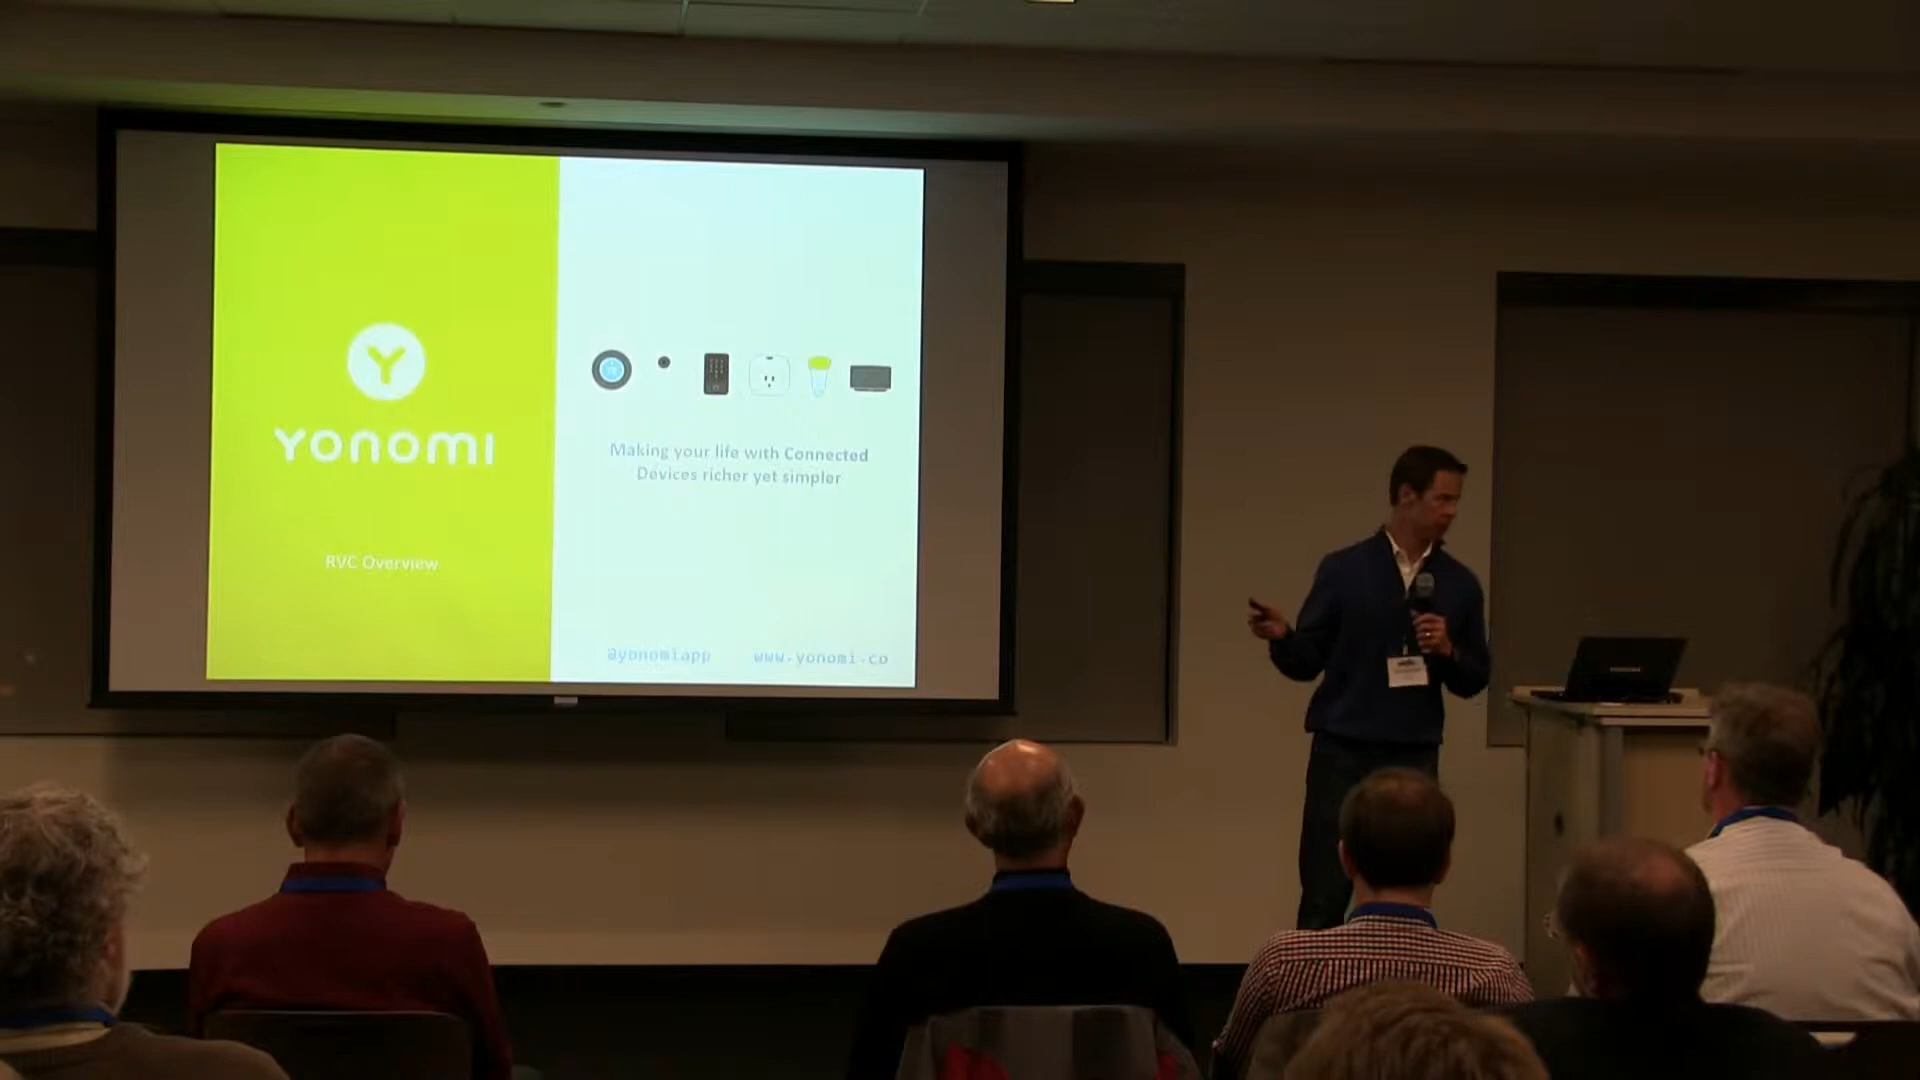 Y
YONOMI
RVC Overview
Making your life with Connected
Devices richer yet simpler
@yonomiapp www.yonomi.co